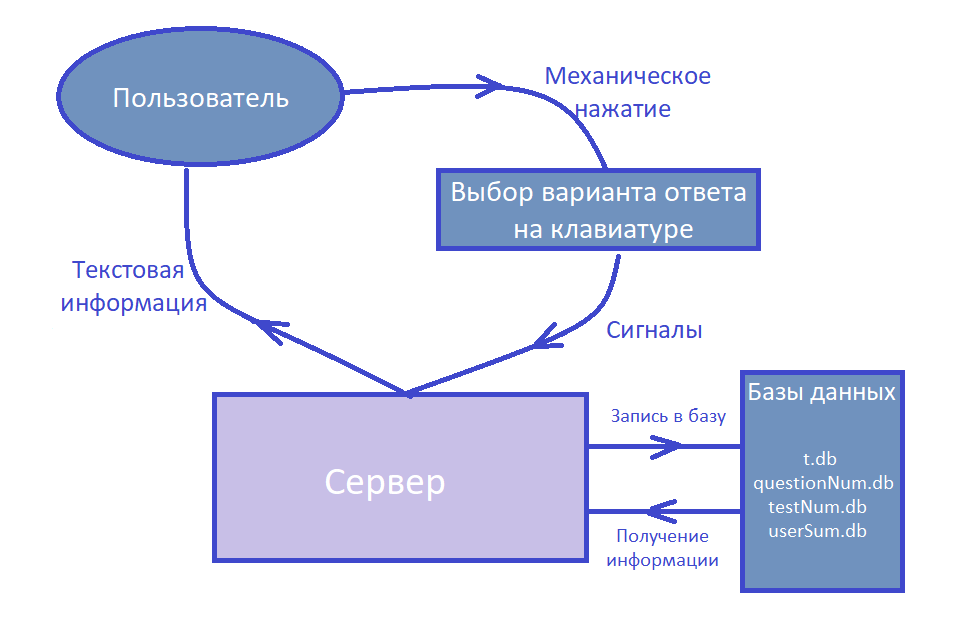 Пользователь
Механическое
нажатие
Выбор варианта ответа
на клавиатуре
Текстовая
информация
Сигналы
Сервер
Запись в базу
Получение
информации
Базы данных
t.db
questionNum.db
testNum.db
userSum.db